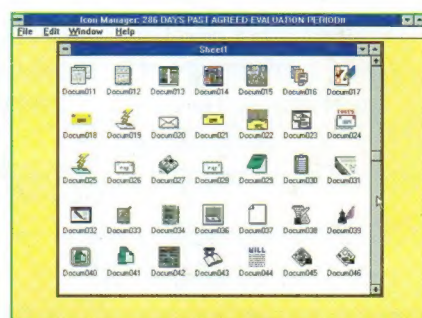 Icon Manager: 286 DAYS PAST AGREED EVALUATION PERIOD!!
File Edit Window Help
Sheet1
Docum011 Docum012 Docum013 Docum014 Docum015 Docum016 Docum017
Docum018 Docum019 Docum020 Docum021 Docum022 Docum023 Docum024
Docum025 Docum026 Docum027 Docum028 Docum029 Docum030 Docum031
Docum032 Docum033 Docum034 Docum036 Docum037 Docum038 Docum039
Docum040 Docum041 Docum042 Docum043 Docum044 Docum045 Docum046